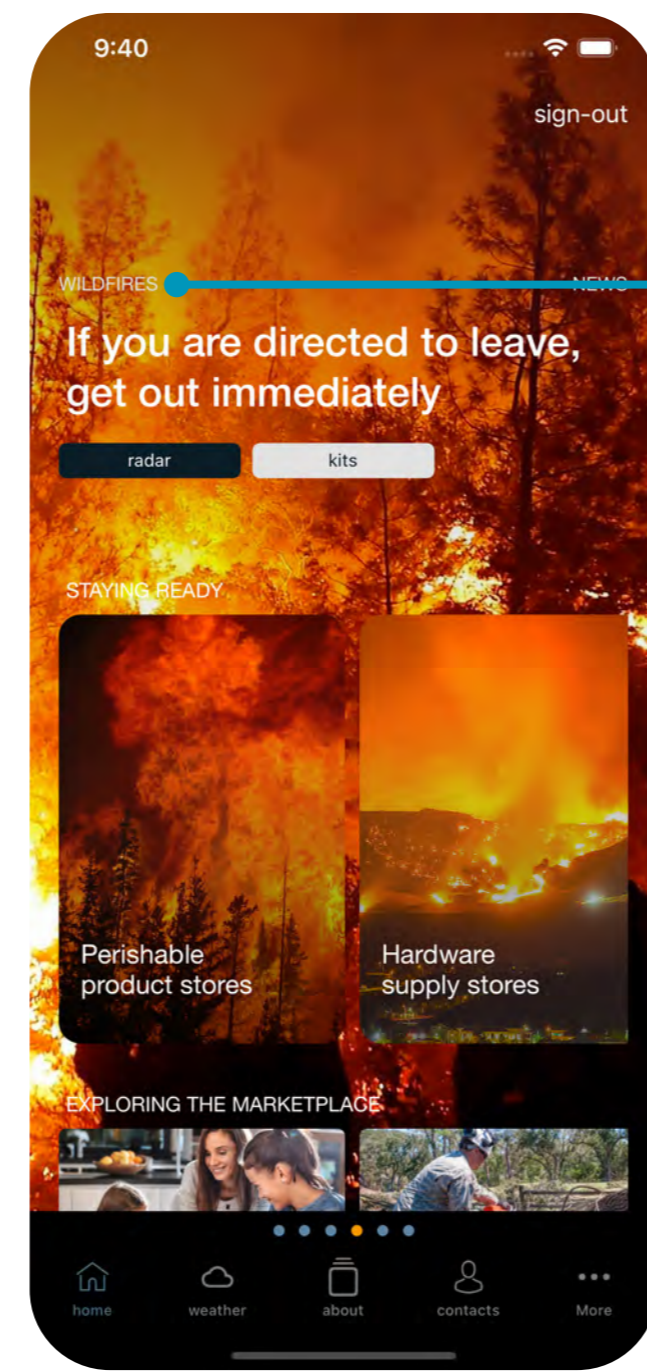 9:40
sign-out
WILDFIRES NEWS
If you are directed to leave,
get out immediately
radar kits
STAYING READY
Perishable Hardware
product stores supply stores
EXPLORING THE MARKETPLACE
home weather about contacts More